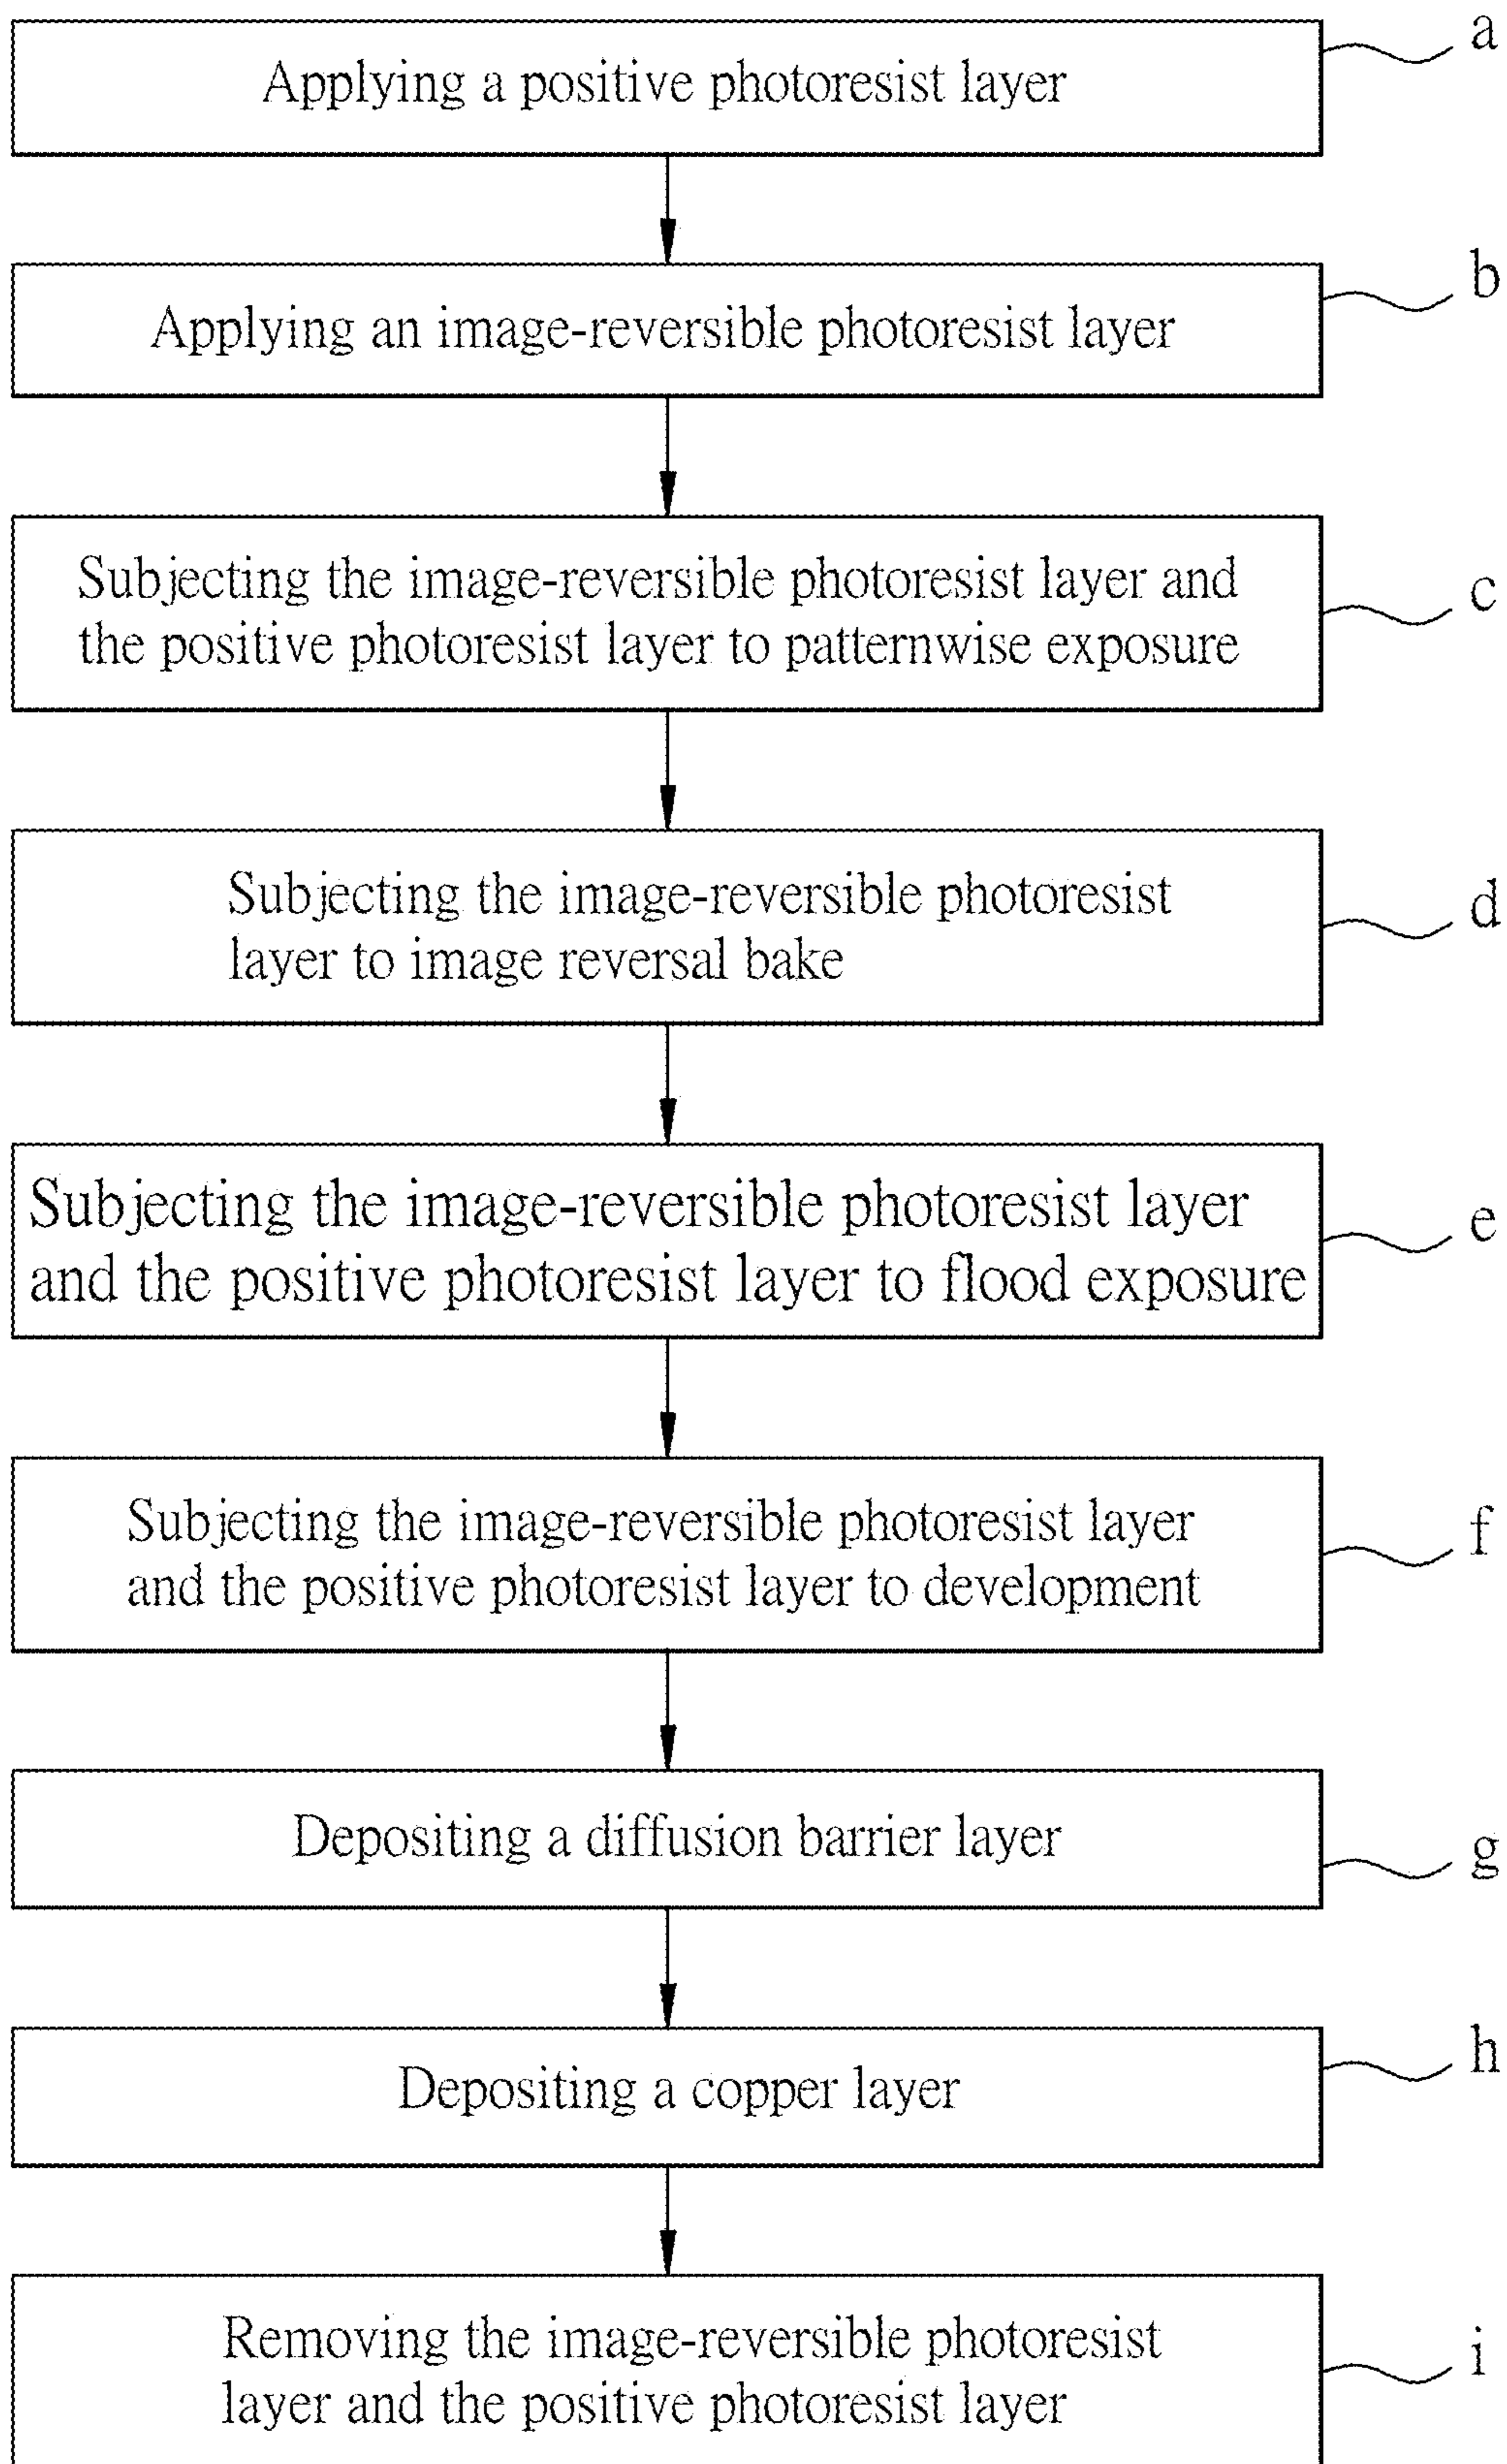 Applying a positive photoresist layer
a
Applying an image-reversible photoresist layer
b
Subjecting the image-reversible photoresist layer and
the positive photoresist layer to patternwise exposure
c
Subjecting the image-reversible photoresist
layer to image reversal bake
d
Subjecting the image-reversible photoresist layer
and the positive photoresist layer to flood exposure
e
Subjecting the image-reversible photoresist layer
and the positive photoresist layer to development
f
Depositing a diffusion barrier layer
g
Depositing a copper layer
h
Removing the image-reversible photoresist
layer and the positive photoresist layer
i